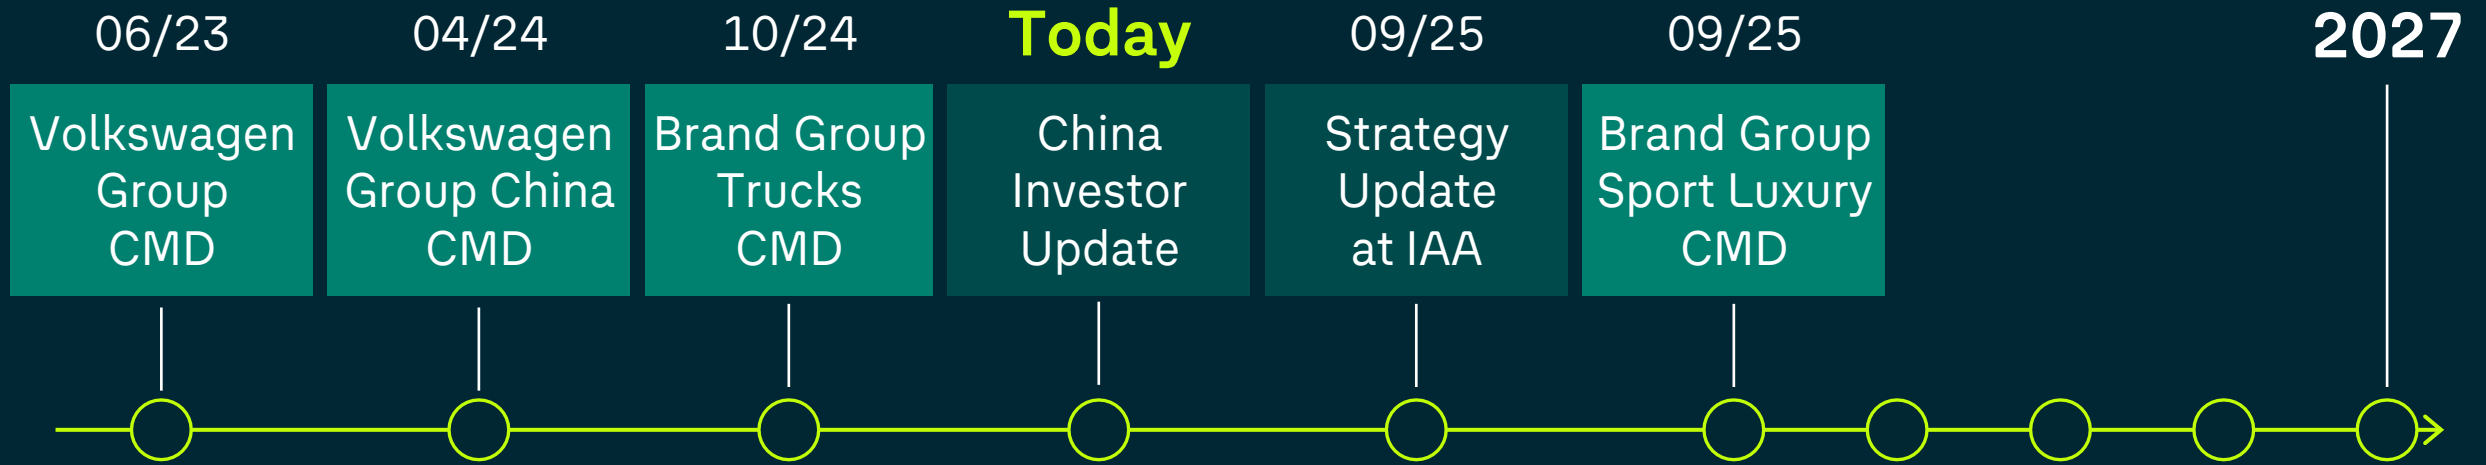 06/23
04/24
10/24
Today
09/25
09/25
2027
Volkswagen
Group
CMD
Volkswagen
Group China
CMD
Brand Group
Trucks
CMD
China
Investor
Update
Strategy
Update
at IAA
Brand Group
Sport Luxury
CMD